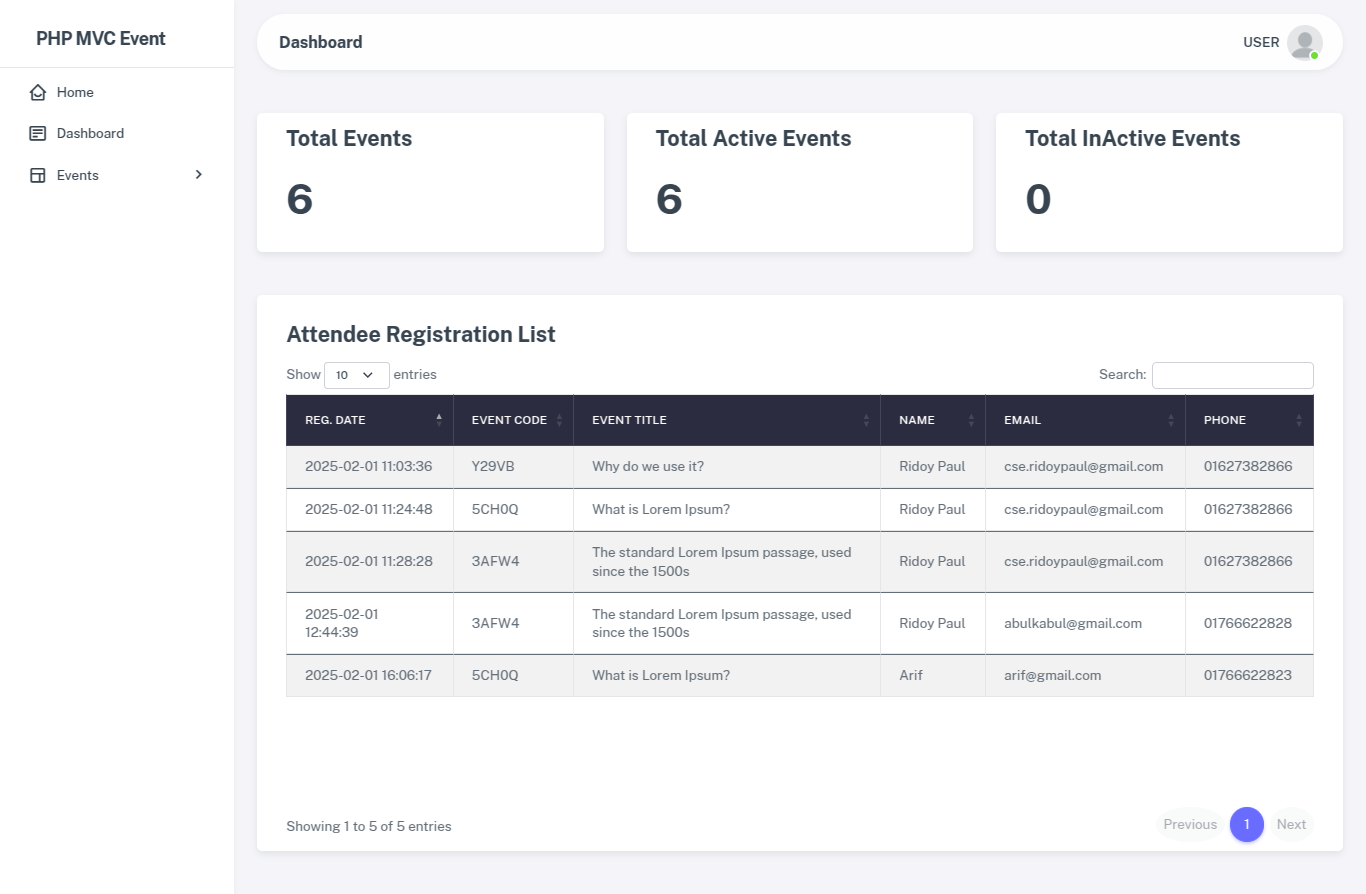 PHP MVC Event
Home
Dashboard
Events
Dashboard
USER
Total Events
6
Total Active Events
6
Total InActive Events
0
Attendee Registration List
Show 10 entries
Search:
REG. DATE EVENT CODE EVENT TITLE NAME EMAIL PHONE
2025-02-01 11:03:36 Y29VB Why do we use it? Ridoy Paul cse.ridoypaul@gmail.com 01627382866
2025-02-01 11:24:48 5CH0Q What is Lorem Ipsum? Ridoy Paul cse.ridoypaul@gmail.com 01627382866
2025-02-01 11:28:28 3AFW4 The standard Lorem Ipsum passage, used
since the 1500s Ridoy Paul cse.ridoypaul@gmail.com 01627382866
2025-02-01
12:44:39 3AFW4 The standard Lorem Ipsum passage, used
since the 1500s Ridoy Paul abulkabul@gmail.com 01766622828
2025-02-01 16:06:17 5CH0Q What is Lorem Ipsum? Arif arif@gmail.com 01766622823
Showing 1 to 5 of 5 entries
Previous 1 Next